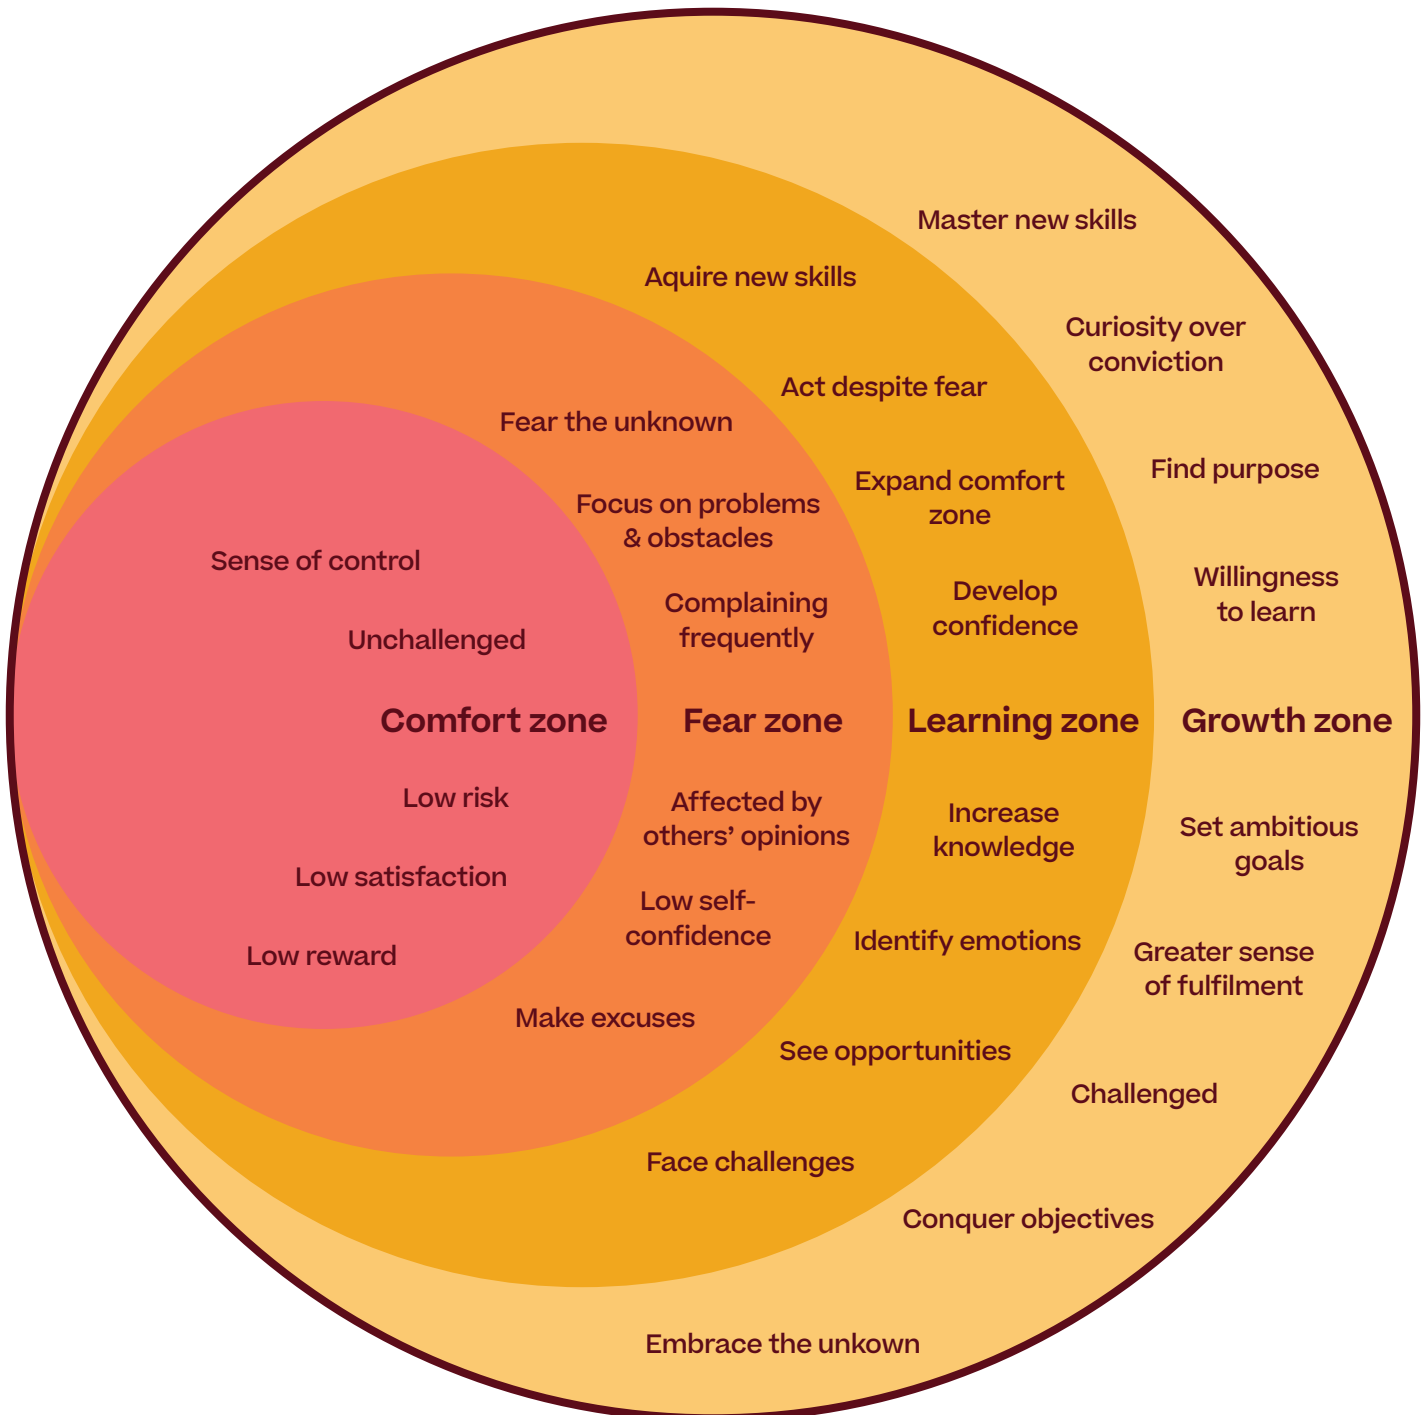 Sense of control
Unchallenged
Comfort zone
Low risk
Low satisfaction
Low reward
Fear the unknown
Focus on problems
& obstacles
Complaining
frequently
Fear zone
Affected by
others’ opinions
Low self-
confidence
Make excuses
Aquire new skills
Act despite fear
Expand comfort
zone
Develop
confidence
Learning zone
Increase
knowledge
Identify emotions
See opportunities
Face challenges
Master new skills
Curiosity over
conviction
Find purpose
Willingness
to learn
Growth zone
Set ambitious
goals
Greater sense
of fulfilment
Challenged
Conquer objectives
Embrace the unkown